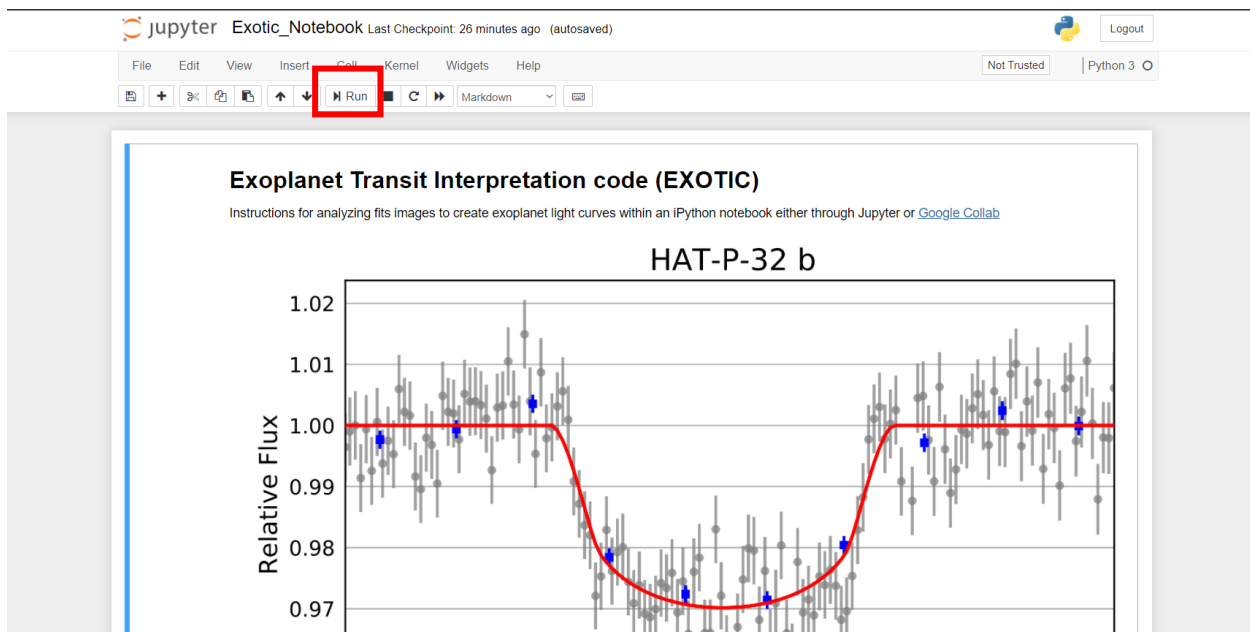 jupyter Exotic_Notebook Last Checkpoint: 26 minutes ago (autosaved) Logout
File Edit View Insert Cell Kernel Widgets Help Not Trusted Python 3
Run Markdown
Exoplanet Transit Interpretation code (EXOTIC)
Instructions for analyzing fits images to create exoplanet light curves within an iPython notebook either through Jupyter or Google Collab
HAT-P-32 b
1.02
1.01
1.00
0.99
0.98
0.97
Relative Flux